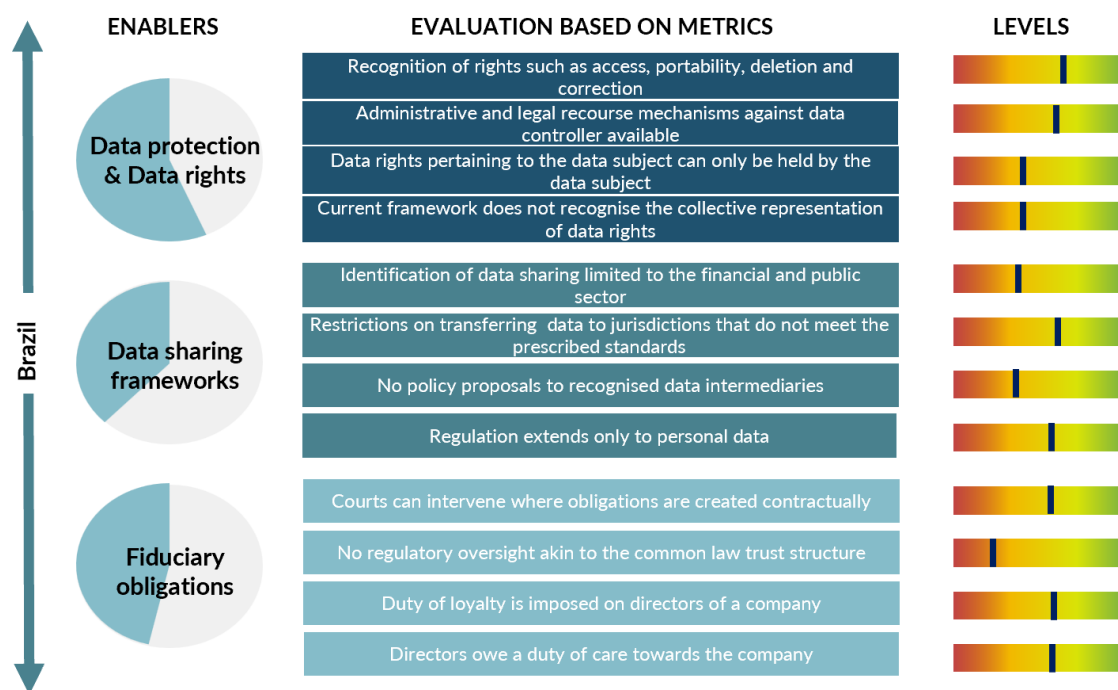 ENABLERS
EVALUATION BASED ON METRICS
LEVELS
Brazil
Data protection
& Data rights
Recognition of rights such as access, portability, deletion and
correction
Administrative and legal recourse mechanisms against data
controller available
Data rights pertaining to the data subject can only be held by the
data subject
Current framework does not recognise the collective representation
of data rights
Data sharing
frameworks
Identification of data sharing limited to the financial and public
sector
Restrictions on transferring data to jurisdictions that do not meet the
prescribed standards
No policy proposals to recognised data intermediaries
Regulation extends only to personal data
Fiduciary
obligations
Courts can intervene where obligations are created contractually
No regulatory oversight akin to the common law trust structure
Duty of loyalty is imposed on directors of a company
Directors owe a duty of care towards the company